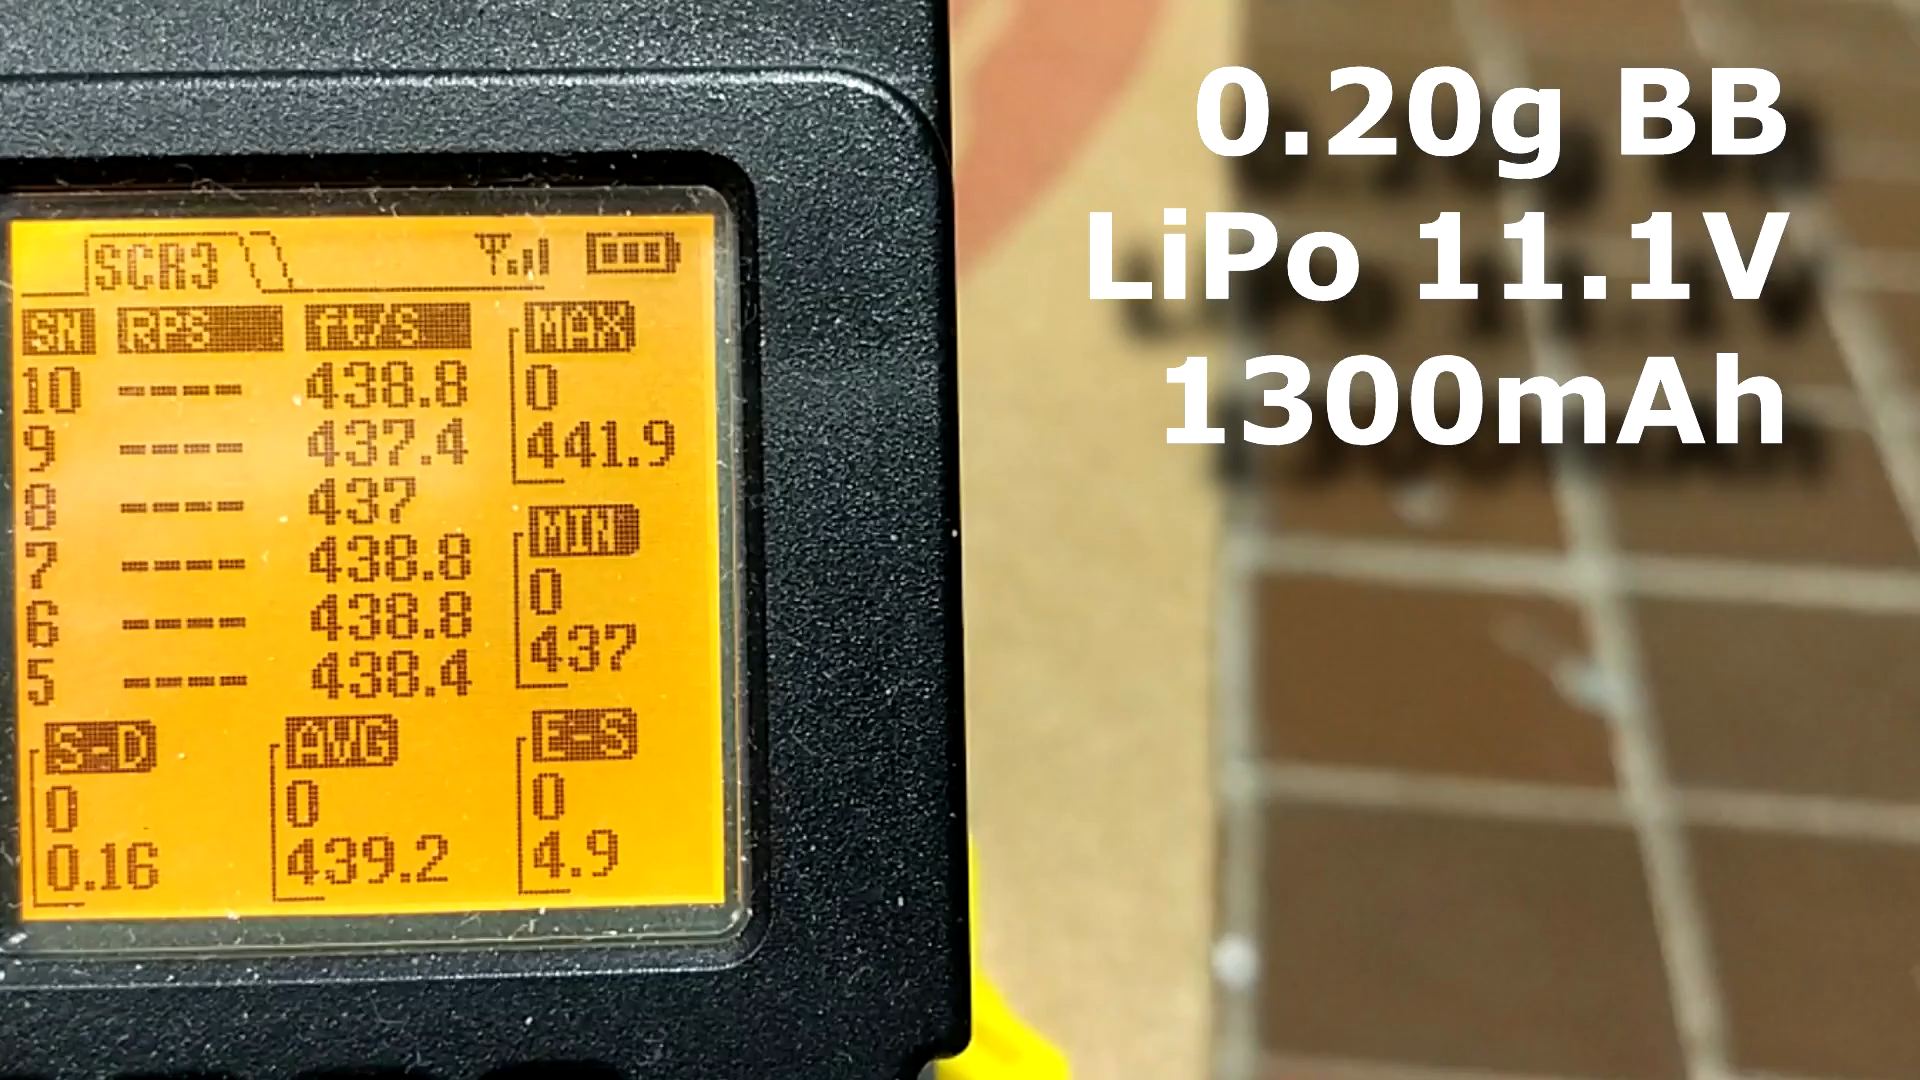 SCR3
SN RPS ft/S MAX
10 ---- 438.8 0
9 ---- 437.4 441.9
8 ---- 437 MIN
7 ---- 438.8 0
6 ---- 438.8 437
5 ---- 438.4
S-D AWG E-S
0 0 0
0.16 439.2 4.9
0.20g BB
LiPo 11.1V
1300mAh